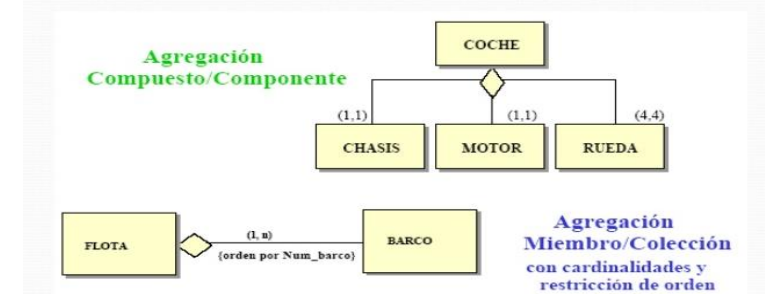 Agregación
Compuesto/Componente
COCHE
(1,1)
(1,1)
(4,4)
CHASIS
MOTOR
RUEDA
FLOTA
(1, n)
{orden por Num_barco}
BARCO
Agregación
Miembro/Colección
con cardinalidades y
restricción de orden